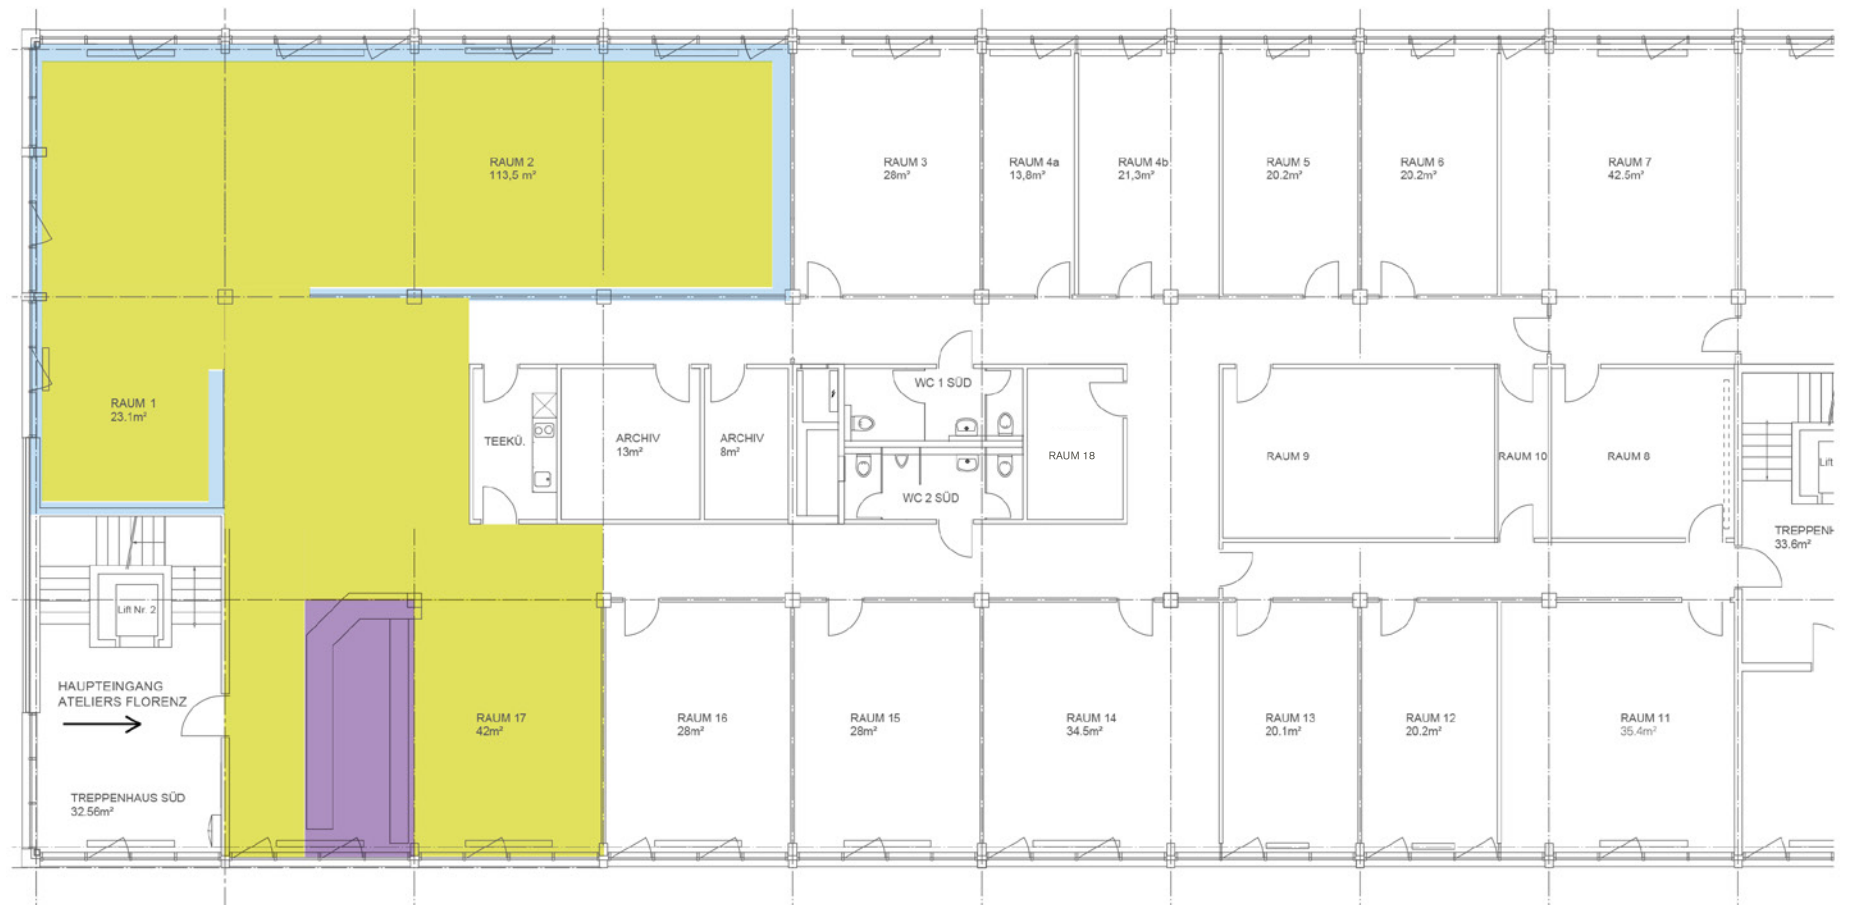 RAUM 2
113,5 m²
RAUM 3
28m²
RAUM 4a
13,8m²
RAUM 4b
21,3m²
RAUM 5
20.2m²
RAUM 6
20.2m²
RAUM 7
42.5m²
RAUM 1
23.1m²
TEEKÜ.
ARCHIV
13m²
ARCHIV
8m²
WC 1 SÜD
WC 2 SÜD
RAUM 18
RAUM 9
RAUM 10
RAUM 8
Lift
TREPPENH
33.6m²
Lift Nr. 2
HAUPTEINGANG
ATELIERS FLORENZ
TREPPENHAUS SÜD
32.56m²
RAUM 17
42m²
RAUM 16
28m²
RAUM 15
28m²
RAUM 14
34.5m²
RAUM 13
20.1m²
RAUM 12
20.2m²
RAUM 11
35.4m²